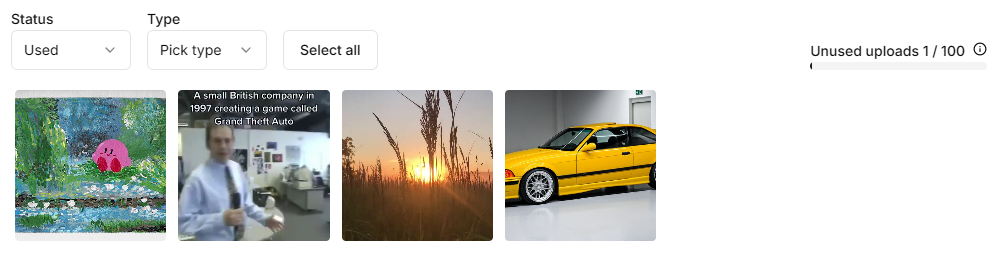 Status
Type
Used
Pick type
Select all
Unused uploads 1 / 100
A small British company in
1997 creating a game called
Grand Theft Auto